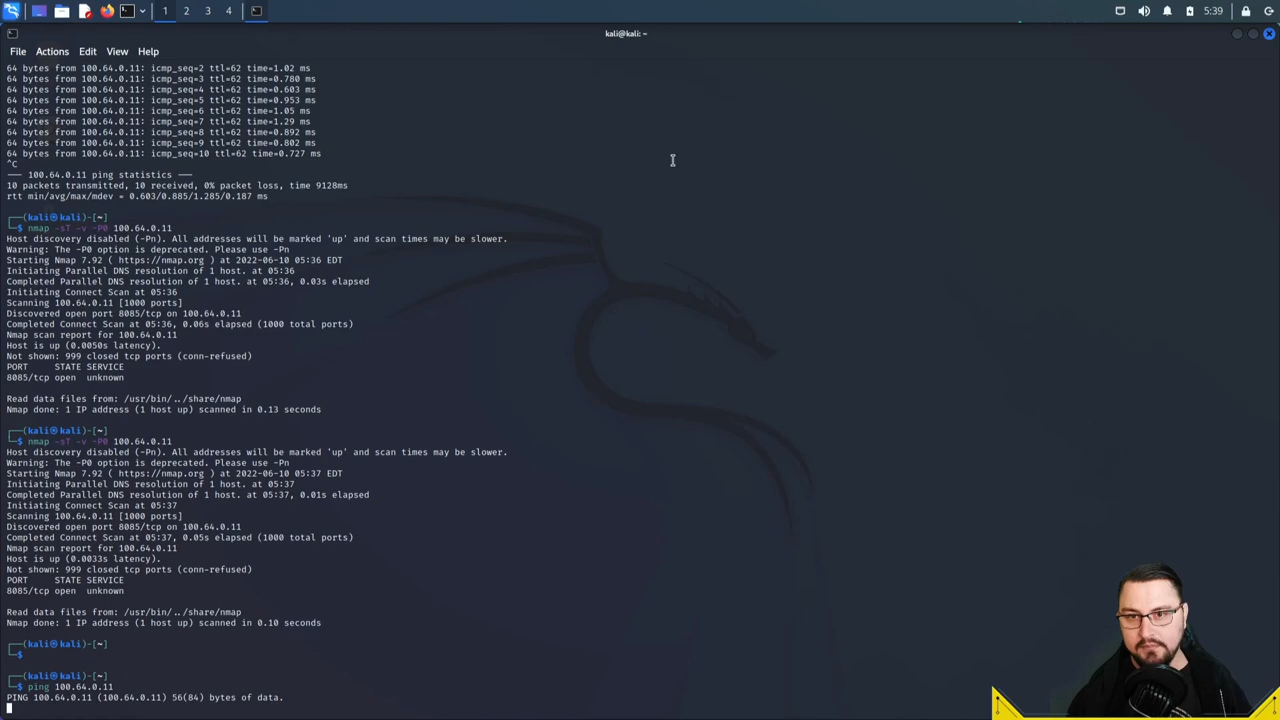 1 2 3 4 5:39
kali@kali: ~
File Actions Edit View Help
64 bytes from 100.64.0.11: icmp_seq=2 ttl=62 time=1.02 ms
64 bytes from 100.64.0.11: icmp_seq=3 ttl=62 time=0.780 ms
64 bytes from 100.64.0.11: icmp_seq=4 ttl=62 time=0.603 ms
64 bytes from 100.64.0.11: icmp_seq=5 ttl=62 time=0.953 ms
64 bytes from 100.64.0.11: icmp_seq=6 ttl=62 time=1.05 ms
64 bytes from 100.64.0.11: icmp_seq=7 ttl=62 time=1.29 ms
64 bytes from 100.64.0.11: icmp_seq=8 ttl=62 time=0.892 ms
64 bytes from 100.64.0.11: icmp_seq=9 ttl=62 time=0.802 ms
64 bytes from 100.64.0.11: icmp_seq=10 ttl=62 time=0.727 ms
^C
--- 100.64.0.11 ping statistics ---
10 packets transmitted, 10 received, 0% packet loss, time 9128ms
rtt min/avg/max/mdev = 0.603/0.885/1.285/0.187 ms
┌──(kali㉿kali)-[~]
└─$ nmap -sT -v -P0 100.64.0.11
Host discovery disabled (-Pn). All addresses will be marked 'up' and scan times may be slower.
Warning: The -P0 option is deprecated. Please use -Pn
Starting Nmap 7.92 ( https://nmap.org ) at 2022-06-10 05:36 EDT
Initiating Parallel DNS resolution of 1 host. at 05:36
Completed Parallel DNS resolution of 1 host. at 05:36, 0.03s elapsed
Initiating Connect Scan at 05:36
Scanning 100.64.0.11 [1000 ports]
Discovered open port 8085/tcp on 100.64.0.11
Completed Connect Scan at 05:36, 0.06s elapsed (1000 total ports)
Nmap scan report for 100.64.0.11
Host is up (0.0050s latency).
Not shown: 999 closed tcp ports (conn-refused)
PORT STATE SERVICE
8085/tcp open unknown
Read data files from: /usr/bin/../share/nmap
Nmap done: 1 IP address (1 host up) scanned in 0.13 seconds
┌──(kali㉿kali)-[~]
└─$ nmap -sT -v -P0 100.64.0.11
Host discovery disabled (-Pn). All addresses will be marked 'up' and scan times may be slower.
Warning: The -P0 option is deprecated. Please use -Pn
Starting Nmap 7.92 ( https://nmap.org ) at 2022-06-10 05:37 EDT
Initiating Parallel DNS resolution of 1 host. at 05:37
Completed Parallel DNS resolution of 1 host. at 05:37, 0.01s elapsed
Initiating Connect Scan at 05:37
Scanning 100.64.0.11 [1000 ports]
Discovered open port 8085/tcp on 100.64.0.11
Completed Connect Scan at 05:37, 0.05s elapsed (1000 total ports)
Nmap scan report for 100.64.0.11
Host is up (0.0033s latency).
Not shown: 999 closed tcp ports (conn-refused)
PORT STATE SERVICE
8085/tcp open unknown
Read data files from: /usr/bin/../share/nmap
Nmap done: 1 IP address (1 host up) scanned in 0.10 seconds
┌──(kali㉿kali)-[~]
└─$
┌──(kali㉿kali)-[~]
└─$ ping 100.64.0.11
PING 100.64.0.11 (100.64.0.11) 56(84) bytes of data.